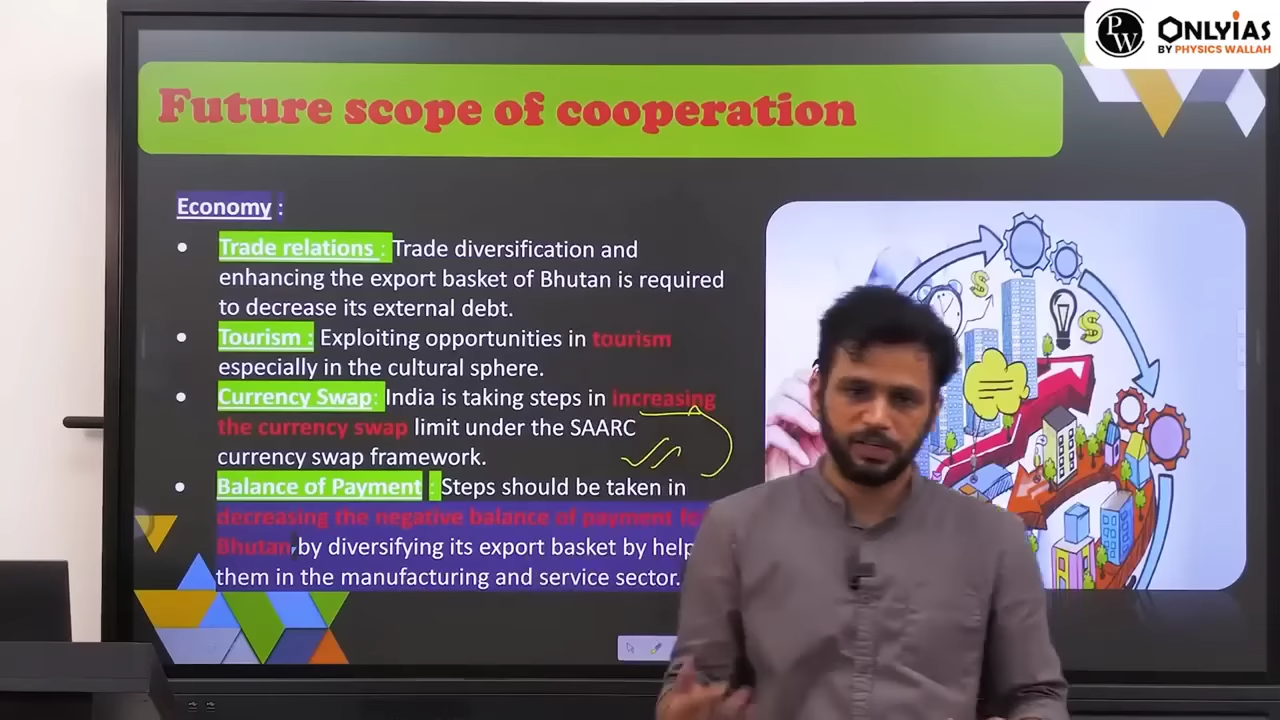 PW
ONLYIAS
BY PHYSICS WALLAH
Future scope of cooperation
Economy :
Trade relations : Trade diversification and
enhancing the export basket of Bhutan is required
to decrease its external debt.
Tourism : Exploiting opportunities in tourism
especially in the cultural sphere.
Currency Swap: India is taking steps in increasing
the currency swap limit under the SAARC
currency swap framework.
Balance of Payment : Steps should be taken in
decreasing the negative balance of payment
Bhutan, by diversifying its export basket by help
them in the manufacturing and service sector.
$
$